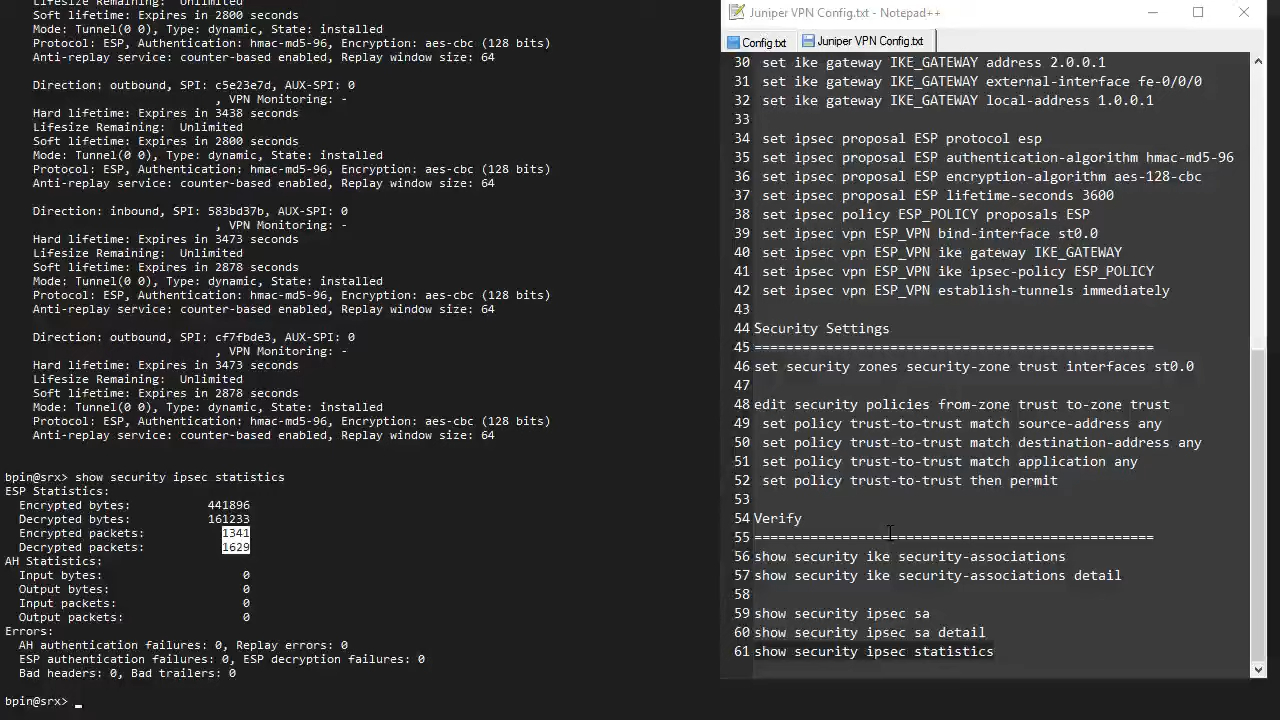 Lifesize Remaining:  Unlimited
Soft lifetime: Expires in 2800 seconds
Mode: Tunnel(0 0), Type: dynamic, State: installed
Protocol: ESP, Authentication: hmac-md5-96, Encryption: aes-cbc (128 bits)
Anti-replay service: counter-based enabled, Replay window size: 64
Direction: outbound, SPI: c5e23e7d, AUX-SPI: 0
, VPN Monitoring: -
Hard lifetime: Expires in 3438 seconds
Lifesize Remaining:  Unlimited
Soft lifetime: Expires in 2800 seconds
Mode: Tunnel(0 0), Type: dynamic, State: installed
Protocol: ESP, Authentication: hmac-md5-96, Encryption: aes-cbc (128 bits)
Anti-replay service: counter-based enabled, Replay window size: 64
Direction: inbound, SPI: 583bd37b, AUX-SPI: 0
, VPN Monitoring: -
Hard lifetime: Expires in 3473 seconds
Lifesize Remaining:  Unlimited
Soft lifetime: Expires in 2878 seconds
Mode: Tunnel(0 0), Type: dynamic, State: installed
Protocol: ESP, Authentication: hmac-md5-96, Encryption: aes-cbc (128 bits)
Anti-replay service: counter-based enabled, Replay window size: 64
Direction: outbound, SPI: cf7fbde3, AUX-SPI: 0
, VPN Monitoring: -
Hard lifetime: Expires in 3473 seconds
Lifesize Remaining:  Unlimited
Soft lifetime: Expires in 2878 seconds
Mode: Tunnel(0 0), Type: dynamic, State: installed
Protocol: ESP, Authentication: hmac-md5-96, Encryption: aes-cbc (128 bits)
Anti-replay service: counter-based enabled, Replay window size: 64
bpin@srx> show security ipsec statistics
ESP Statistics:
Encrypted bytes: 441896
Decrypted bytes: 161233
Encrypted packets: 1341
Decrypted packets: 1629
AH Statistics:
Input bytes: 0
Output bytes: 0
Input packets: 0
Output packets: 0
Errors:
AH authentication failures: 0, Replay errors: 0
ESP authentication failures: 0, ESP decryption failures: 0
Bad headers: 0, Bad trailers: 0
bpin@srx> _
Juniper VPN Config.txt - Notepad++
Config.txt
Juniper VPN Config.txt
30 set ike gateway IKE_GATEWAY address 2.0.0.1
31 set ike gateway IKE_GATEWAY external-interface fe-0/0/0
32 set ike gateway IKE_GATEWAY local-address 1.0.0.1
33
34 set ipsec proposal ESP protocol esp
35 set ipsec proposal ESP authentication-algorithm hmac-md5-96
36 set ipsec proposal ESP encryption-algorithm aes-128-cbc
37 set ipsec proposal ESP lifetime-seconds 3600
38 set ipsec policy ESP_POLICY proposals ESP
39 set ipsec vpn ESP_VPN bind-interface st0.0
40 set ipsec vpn ESP_VPN ike gateway IKE_GATEWAY
41 set ipsec vpn ESP_VPN ike ipsec-policy ESP_POLICY
42 set ipsec vpn ESP_VPN establish-tunnels immediately
43
44 Security Settings
45 ==================================================
46 set security zones security-zone trust interfaces st0.0
47
48 edit security policies from-zone trust to-zone trust
49 set policy trust-to-trust match source-address any
50 set policy trust-to-trust match destination-address any
51 set policy trust-to-trust match application any
52 set policy trust-to-trust then permit
53
54 Verify
55 ==================================================
56 show security ike security-associations
57 show security ike security-associations detail
58
59 show security ipsec sa
60 show security ipsec sa detail
61 show security ipsec statistics